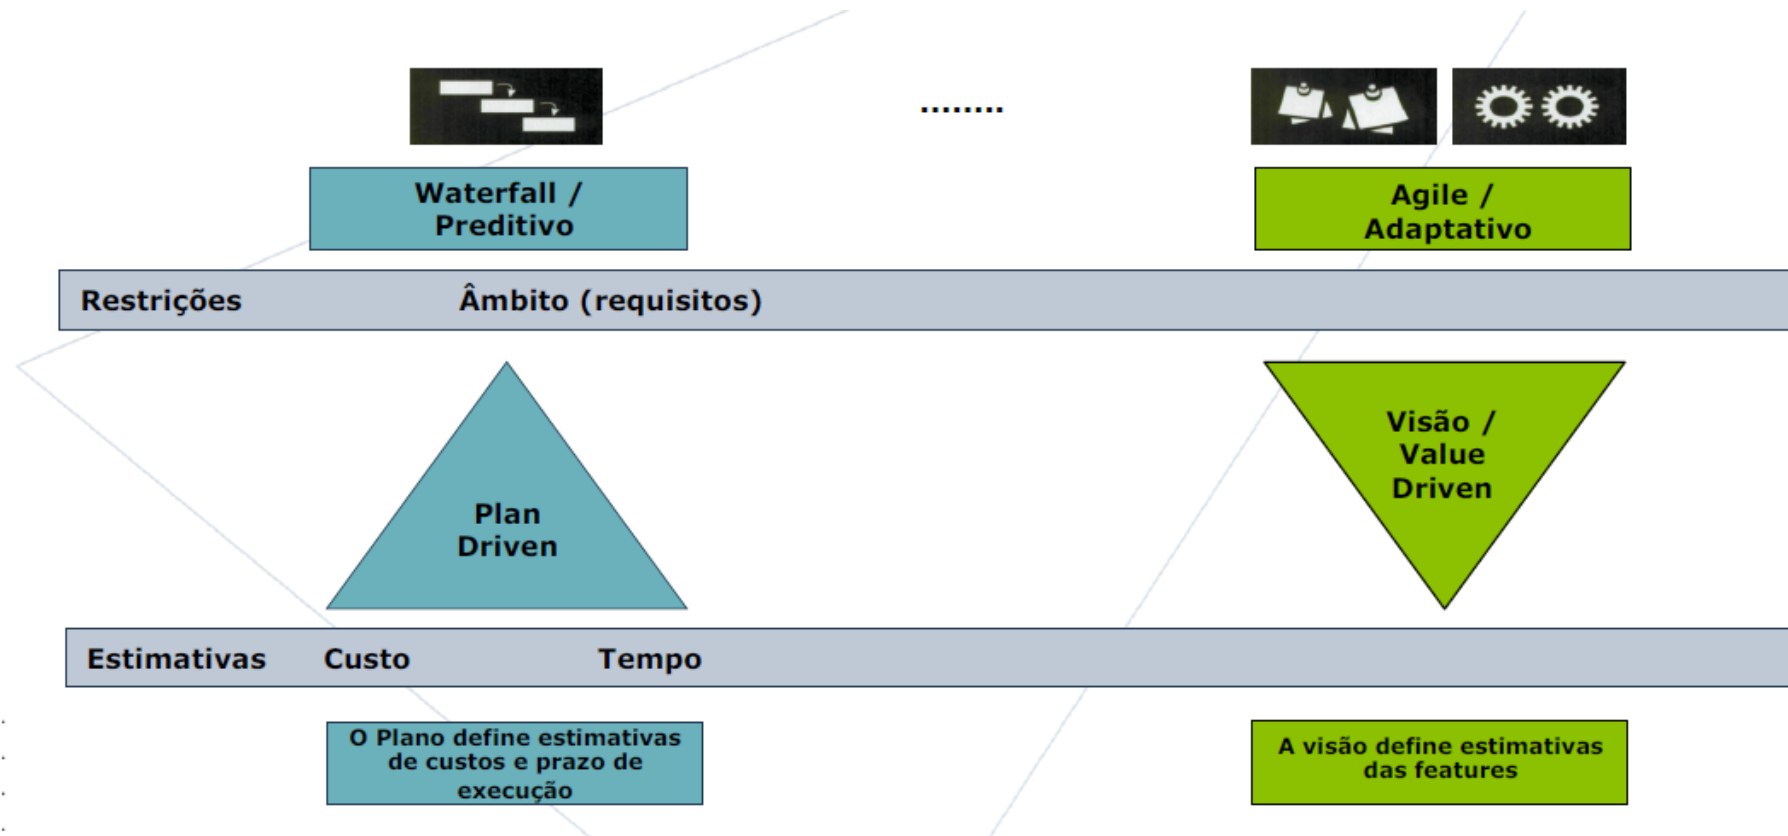 ........
Waterfall /
Preditivo
Agile /
Adaptativo
Restrições Âmbito (requisitos)
Plan
Driven
Visão /
Value
Driven
Estimativas Custo Tempo
O Plano define estimativas
de custos e prazo de
execução
A visão define estimativas
das features